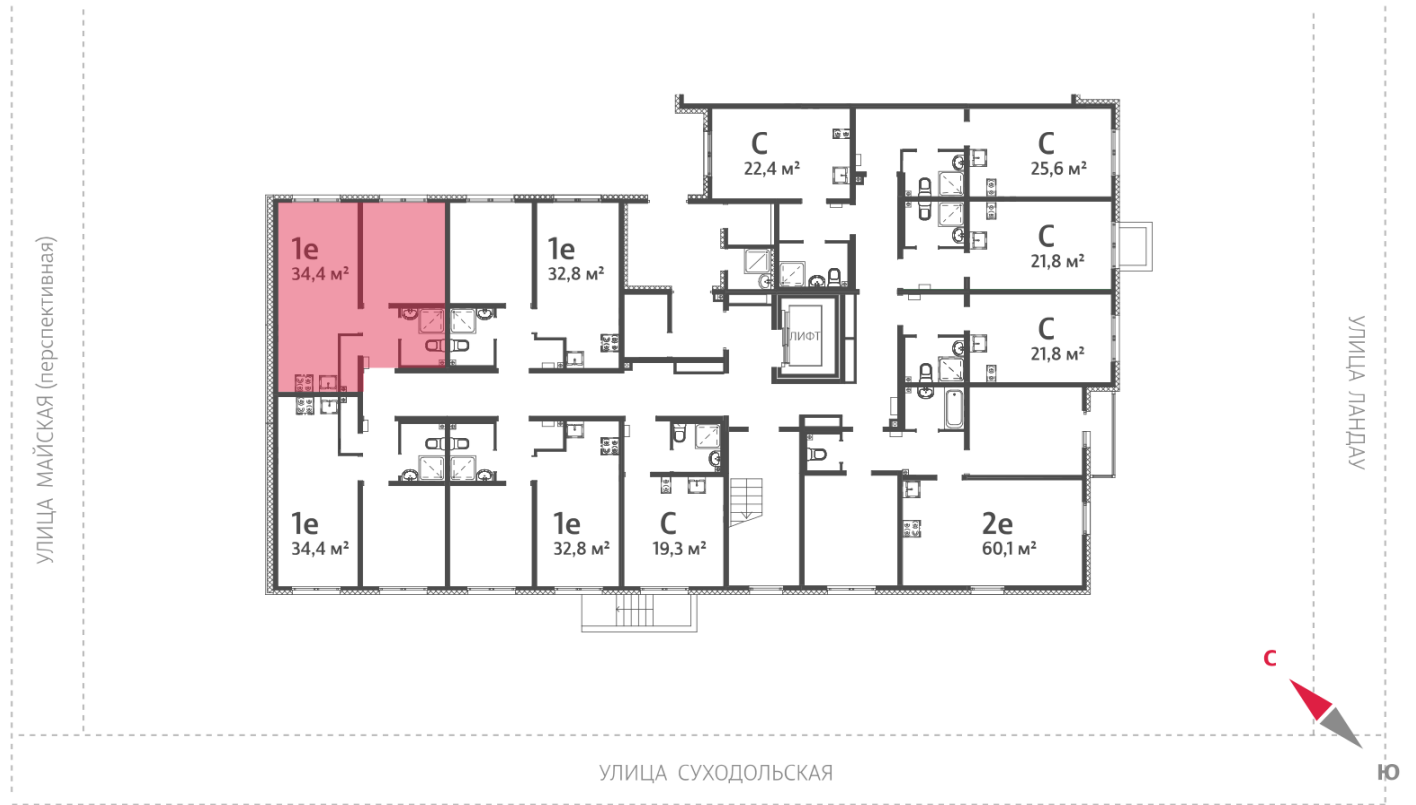 С
22,4 м²
С
25,6 м²
1е
34,4 м²
1е
32,8 м²
С
21,8 м²
ЛИФТ
С
21,8 м²
УЛИЦА МАЙСКАЯ (перспективная)
УЛИЦА ЛАНДАУ
1е
34,4 м²
1е
32,8 м²
С
19,3 м²
2е
60,1 м²
С
Ю
УЛИЦА СУХОДОЛЬСКАЯ